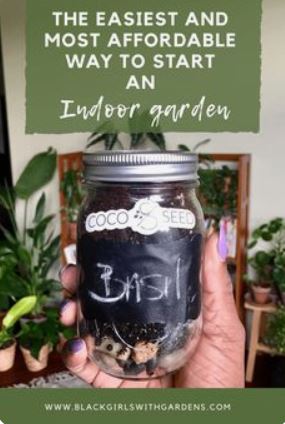 THE EASIEST AND
MOST AFFORDABLE
WAY TO START
AN
Indoor garden
COCO & SEED
BASIL
WWW.BLACKGIRLSWITHGARDENS.COM